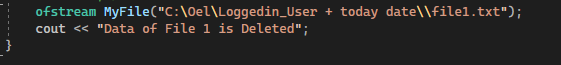 ofstream MyFile("C:\Oel\Loggedin_User + today date\\file1.txt");
cout << "Data of File 1 is Deleted";
}